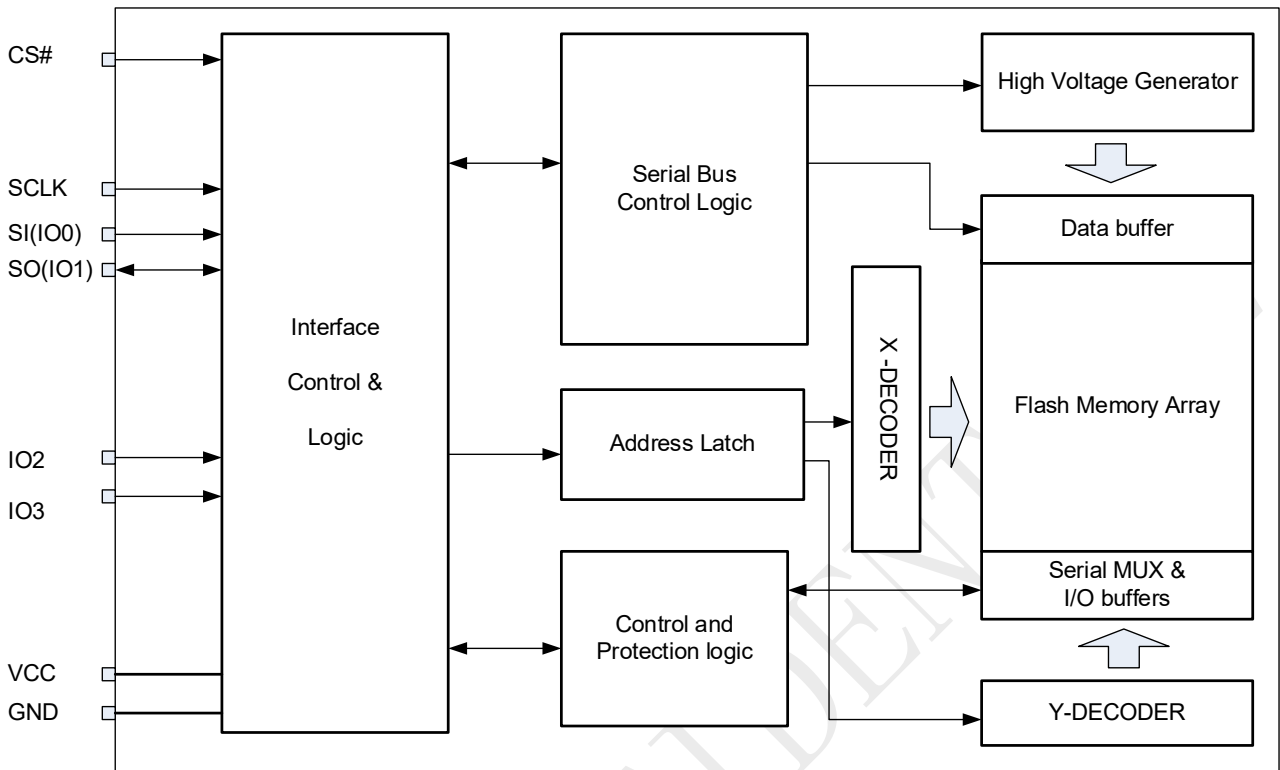 CS#
SCLK
SI(IO0)
SO(IO1)
IO2
IO3
VCC
GND
Interface
Control &
Logic
Serial Bus
Control Logic
Address Latch
Control and
Protection logic
X -DECODER
High Voltage Generator
Data buffer
Flash Memory Array
Serial MUX &
I/O buffers
Y-DECODER